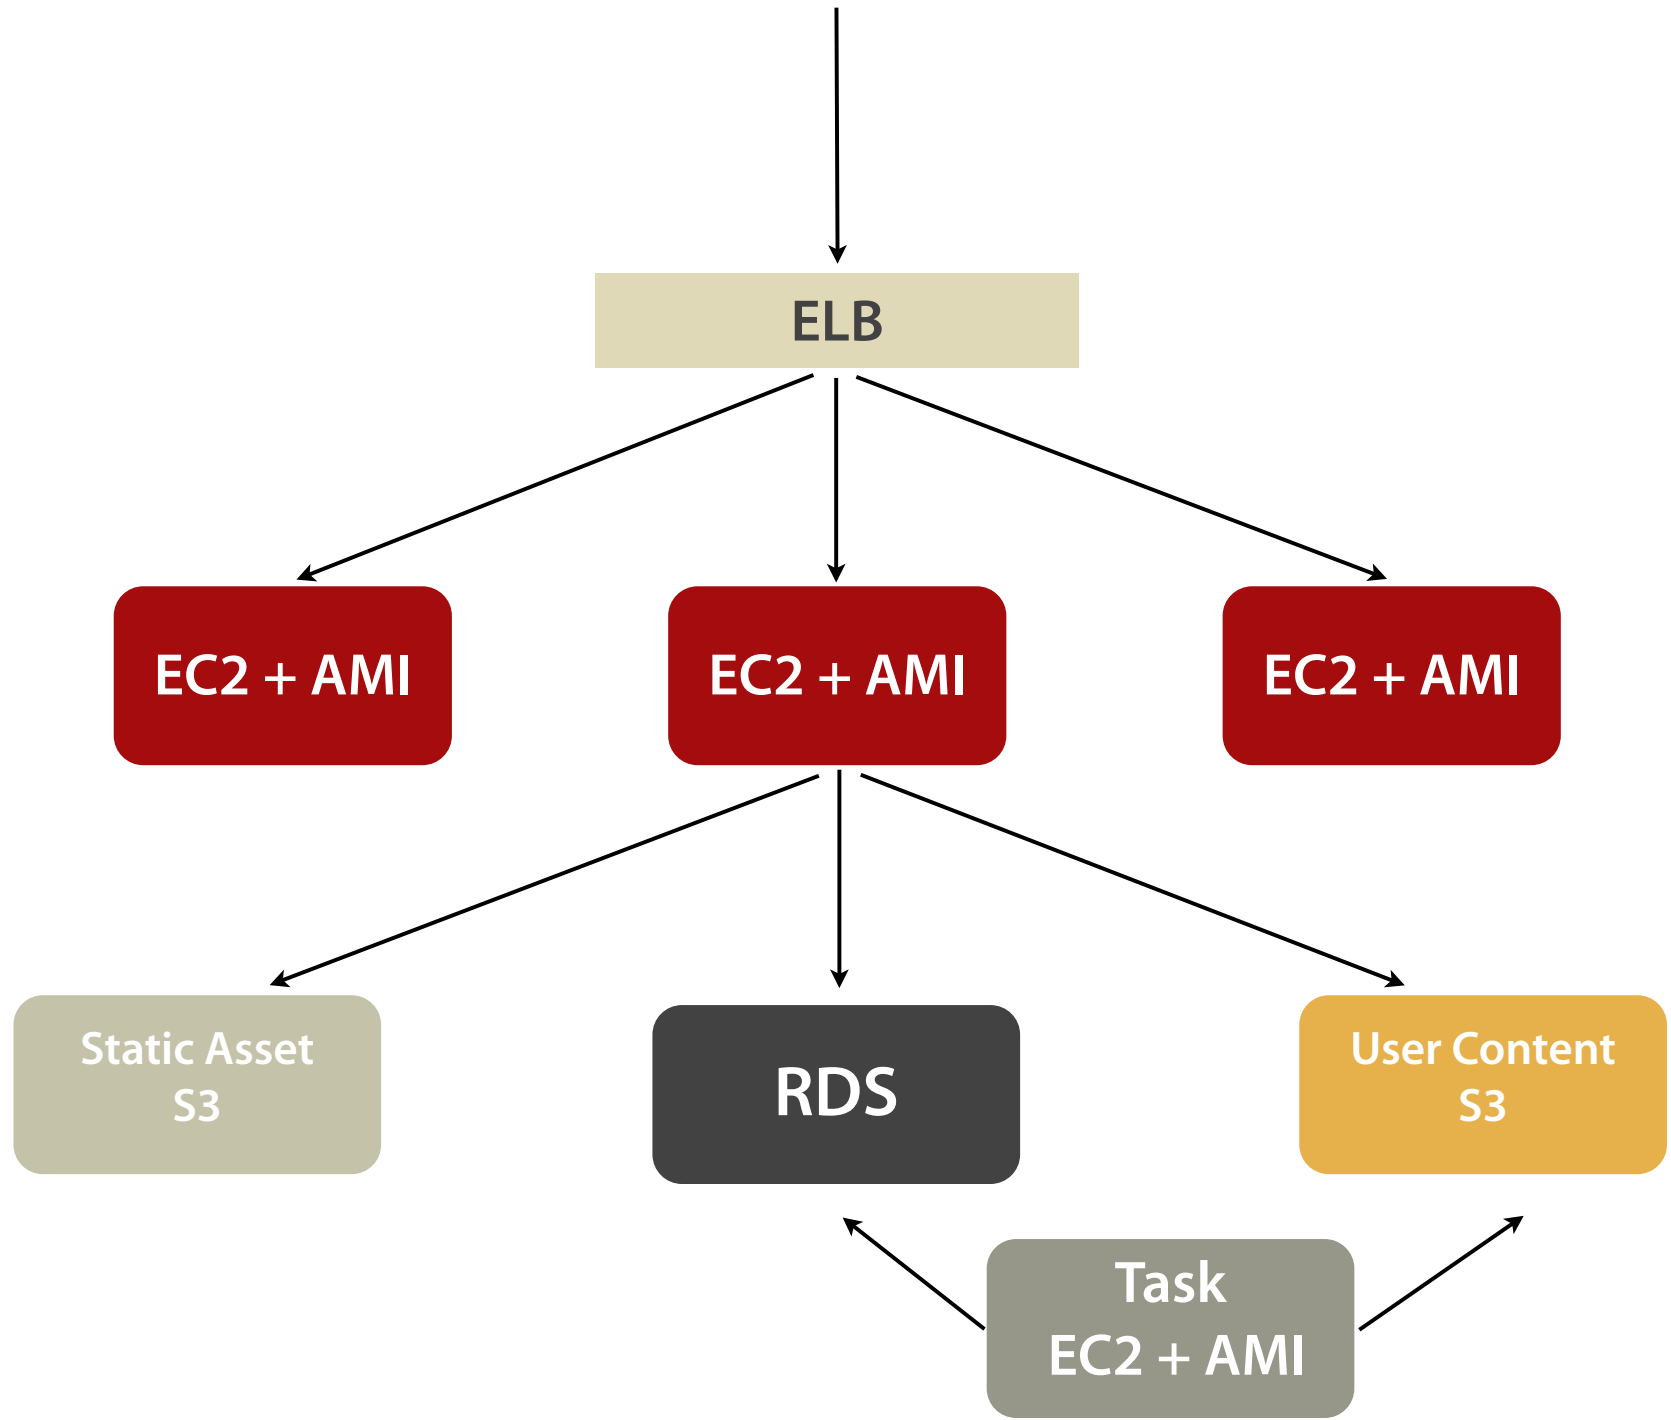 ELB
EC2 + AMI
EC2 + AMI
EC2 + AMI
Static Asset
S3
RDS
User Content
S3
Task
EC2 + AMI